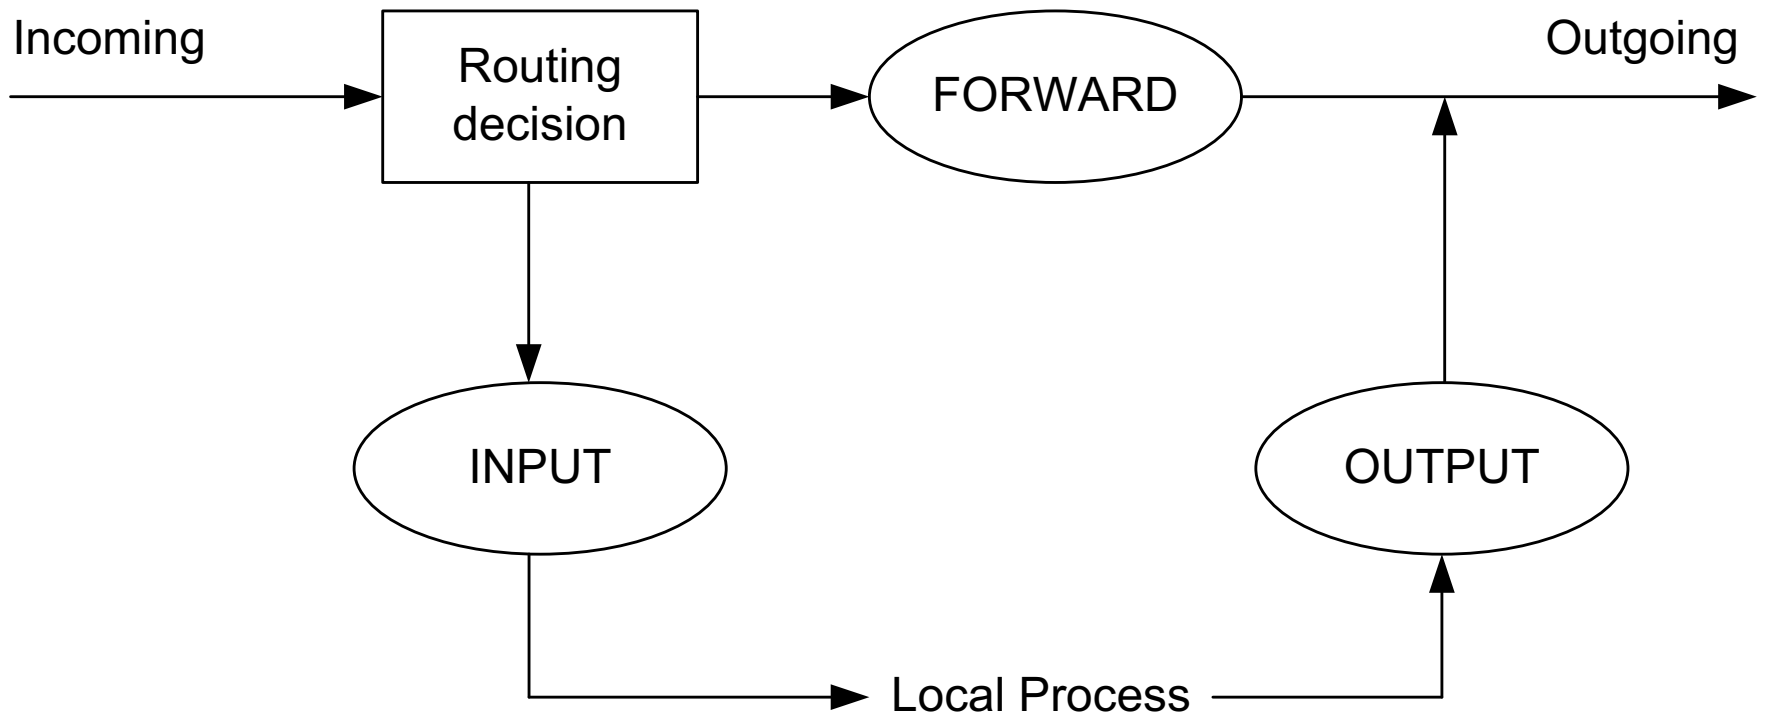 Incoming
Routing
decision
FORWARD
Outgoing
INPUT
OUTPUT
Local Process